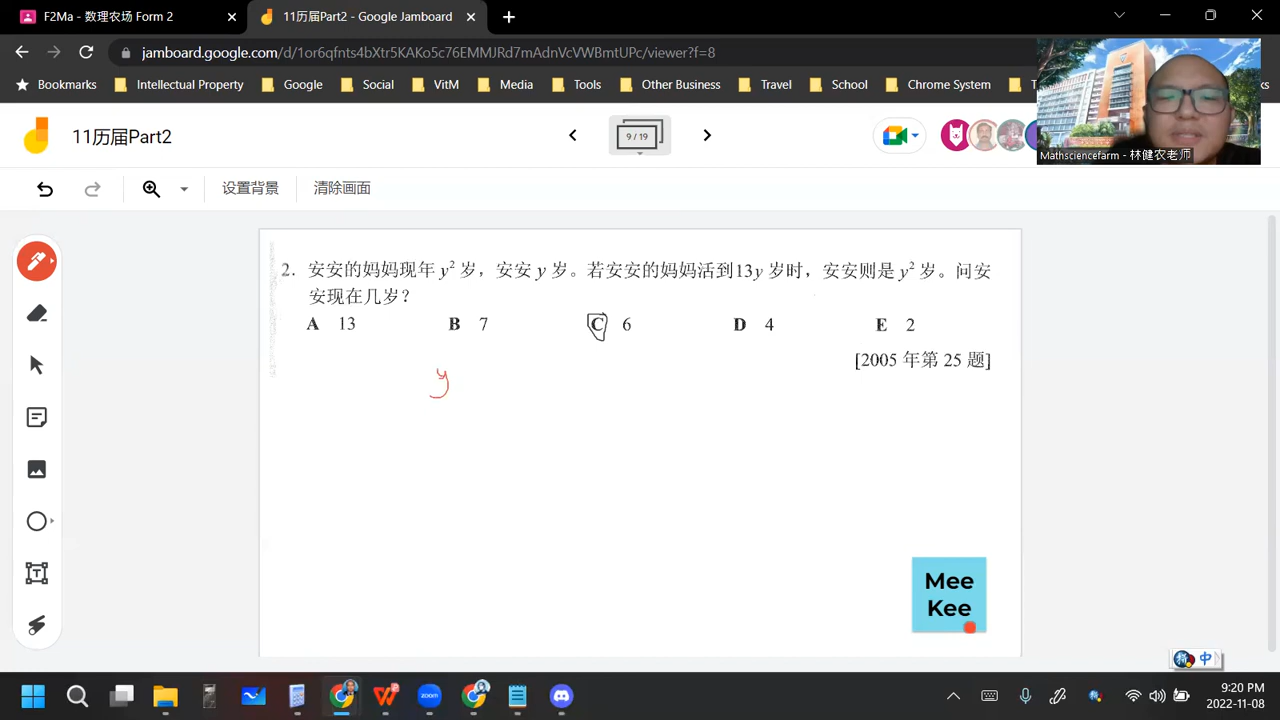 F2Ma - 数理农场 Form 2
11历届Part2 - Google Jamboard
jamboard.google.com
Bookmarks Intellectual Property Google VitM Media Tools Other Business Travel School Chrome System
11历届Part2
9 / 19
Mathsciencefarm - 林健农老师
设置背景 清除画面
2. 安安的妈妈现年 y² 岁，安安 y 岁。若安安的妈妈活到13y 岁时，安安则是 y² 岁。问安
安现在几岁？
A 13 B 7 C 6 D 4 E 2
[2005 年第 25 题]
y
Mee
Kee
中
9:20 PM
2022-11-08